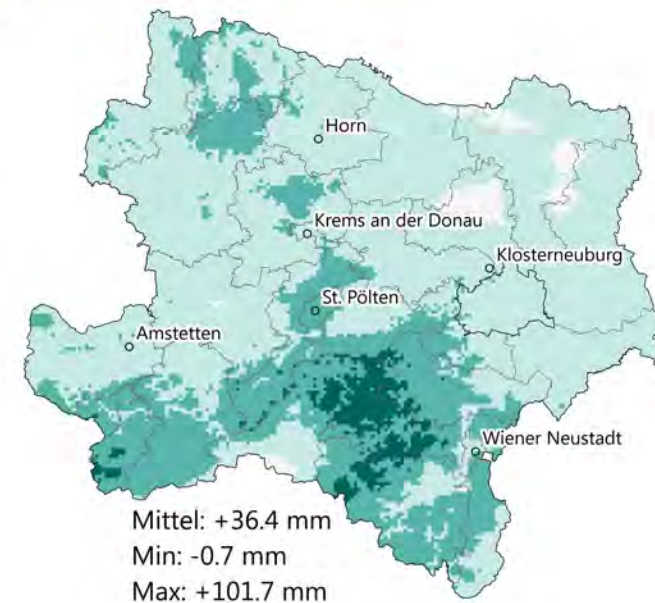 Horn
Krems an der Donau
Klosterneuburg
St. Pölten
Amstetten
Wiener Neustadt
Mittel: +36.4 mm
Min: -0.7 mm
Max: +101.7 mm